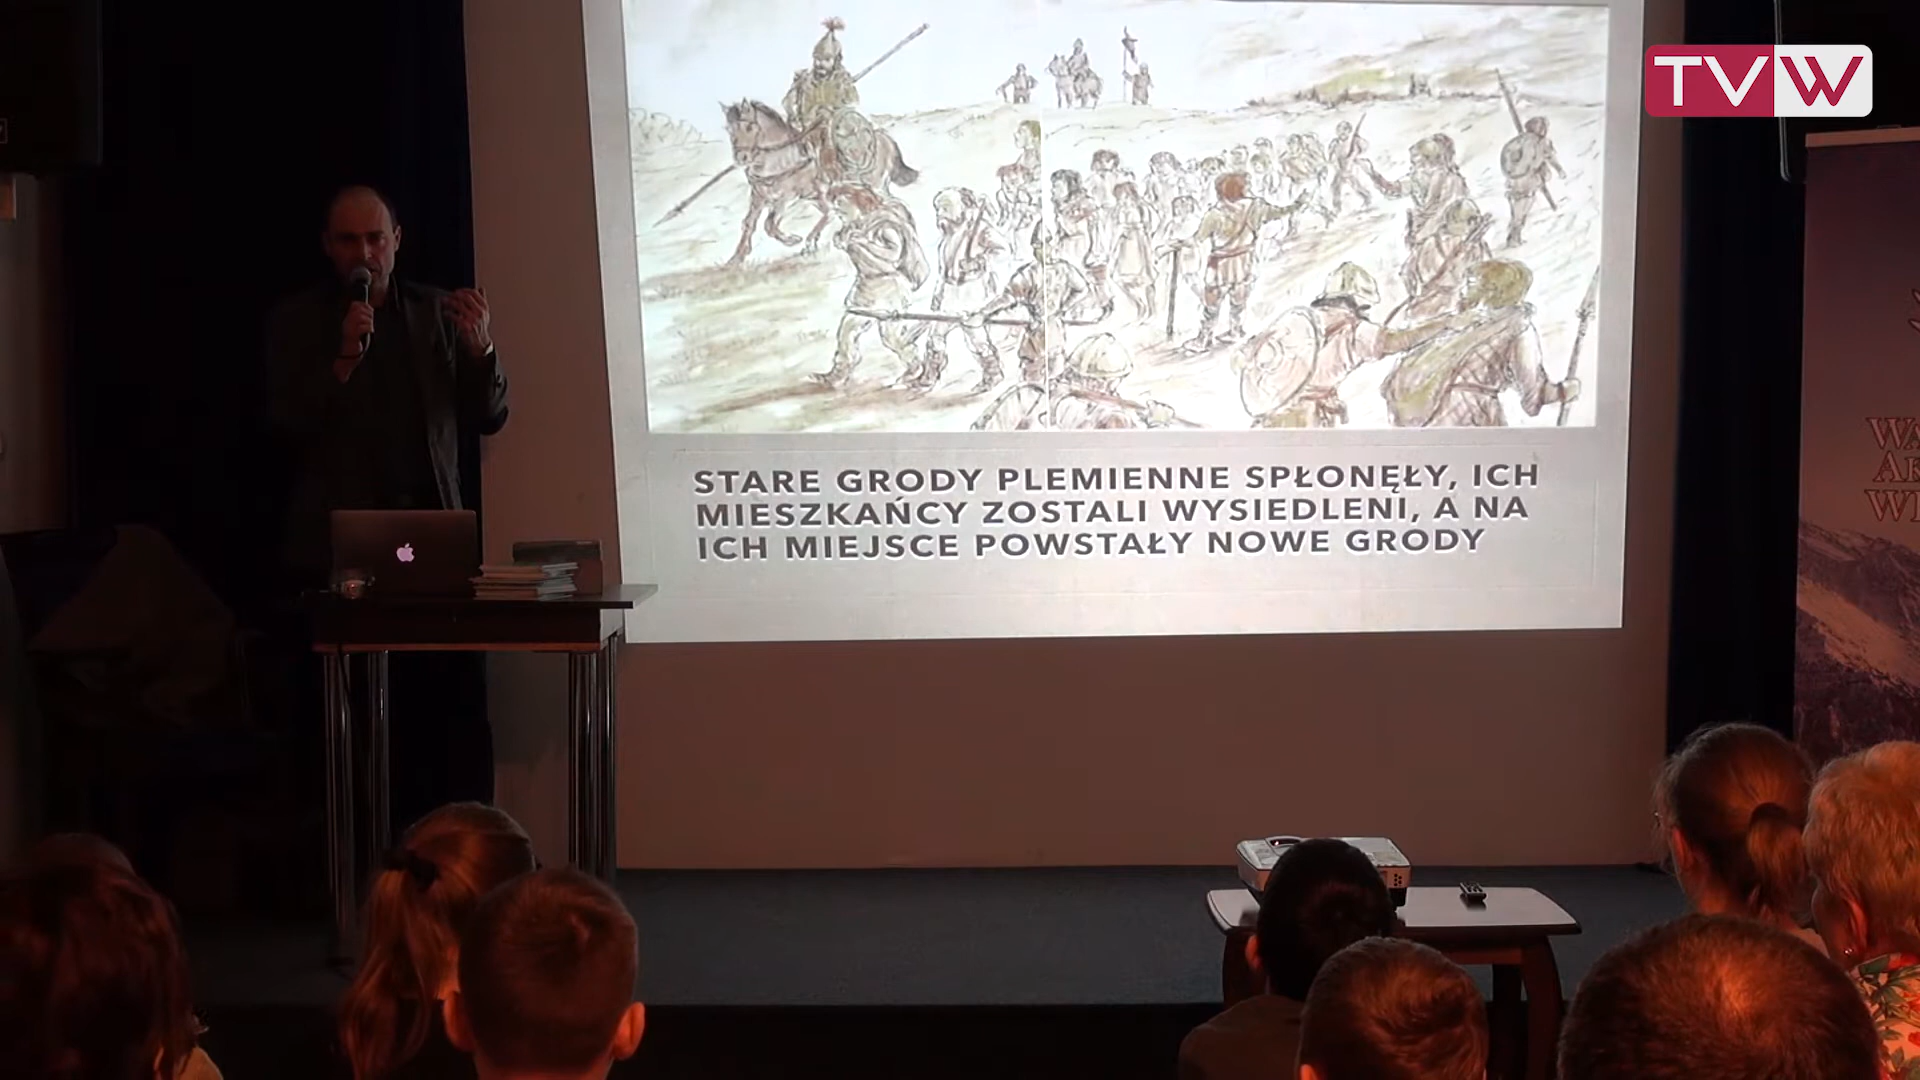 TVW
STARE GRODY PLEMIENNE SPŁONĘŁY, ICH
MIESZKAŃCY ZOSTALI WYSIEDLENI, A NA
ICH MIEJSCE POWSTAŁY NOWE GRODY